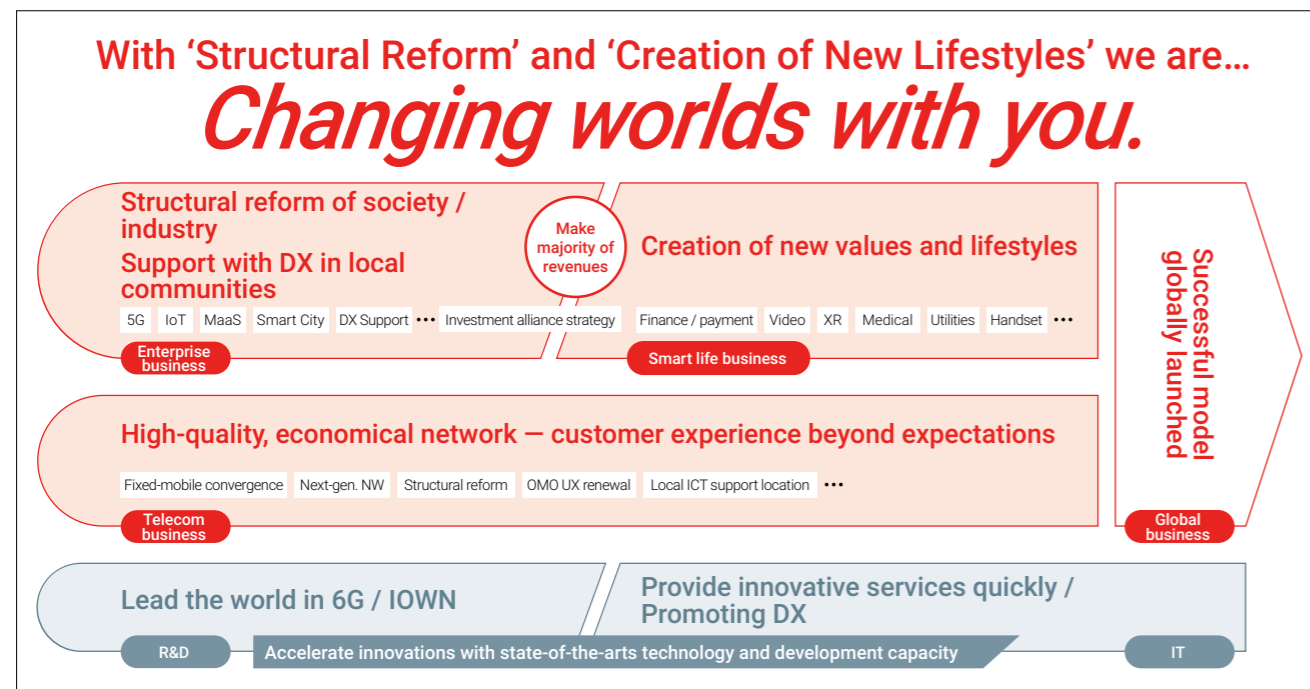 With ‘Structural Reform’ and ‘Creation of New Lifestyles’ we are…
Changing worlds with you.
Structural reform of society /
industry
Support with DX in local
communities
5G IoT MaaS Smart City DX Support ••• Investment alliance strategy
Enterprise
business
Make
majority of
revenues
Creation of new values and lifestyles
Finance / payment Video XR Medical Utilities Handset •••
Smart life business
High-quality, economical network — customer experience beyond expectations
Fixed-mobile convergence Next-gen. NW Structural reform OMO UX renewal Local ICT support location •••
Telecom
business
Successful model
globally launched
Global
business
Lead the world in 6G / IOWN
Provide innovative services quickly /
Promoting DX
R&D
Accelerate innovations with state-of-the-arts technology and development capacity
IT